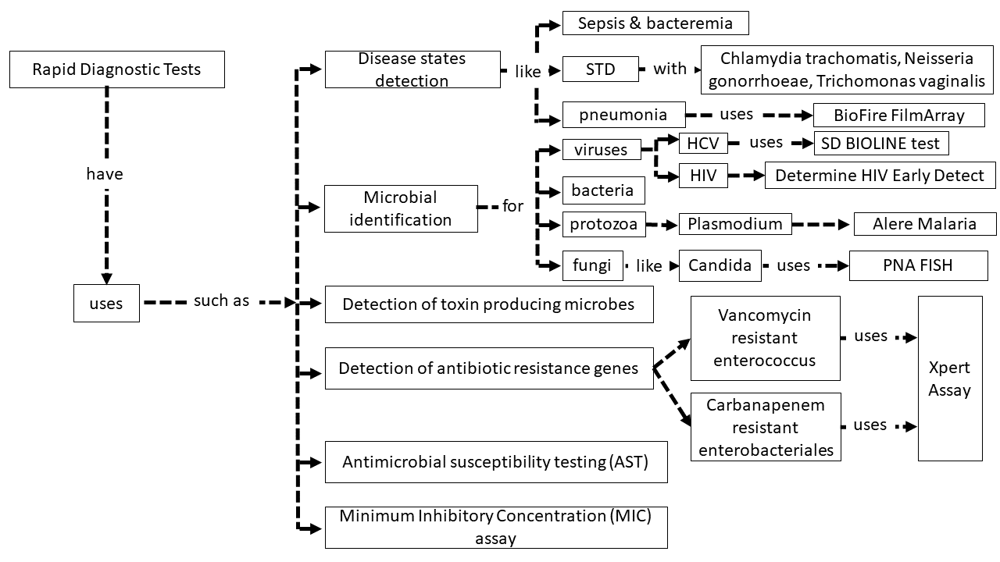 Rapid Diagnostic Tests
have
uses
such as
Disease states
detection
like
Sepsis & bacteremia
STD
with
Chlamydia trachomatis, Neisseria
gonorrhoeae, Trichomonas vaginalis
pneumonia
uses
BioFire FilmArray
Microbial
identification
for
viruses
HCV
uses
SD BIOLINE test
HIV
Determine HIV Early Detect
bacteria
protozoa
Plasmodium
Alere Malaria
fungi
like
Candida
uses
PNA FISH
Detection of toxin producing microbes
Detection of antibiotic resistance genes
Vancomycin
resistant
enterococcus
uses
Carbanapenem
resistant
enterobacteriales
uses
Xpert
Assay
Antimicrobial susceptibility testing (AST)
Minimum Inhibitory Concentration (MIC)
assay